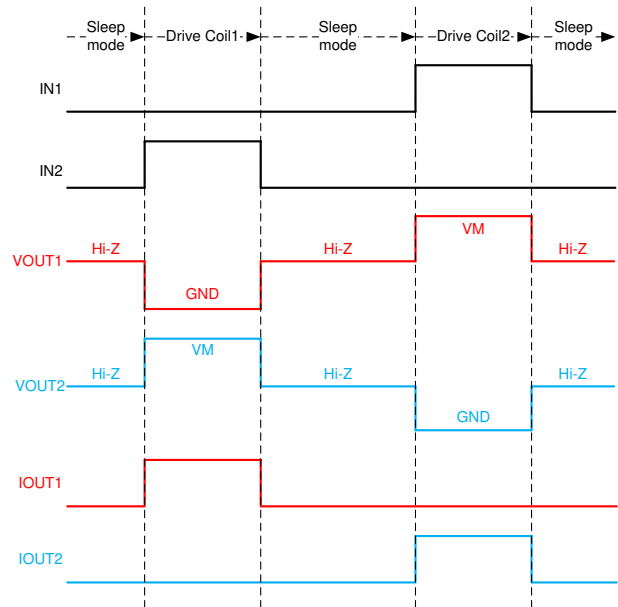 Sleep
mode
Drive Coil1
Sleep
mode
Drive Coil2
Sleep
mode
IN1
IN2
VOUT1
Hi-Z
GND
Hi-Z
VM
Hi-Z
VOUT2
Hi-Z
VM
Hi-Z
GND
Hi-Z
IOUT1
IOUT2